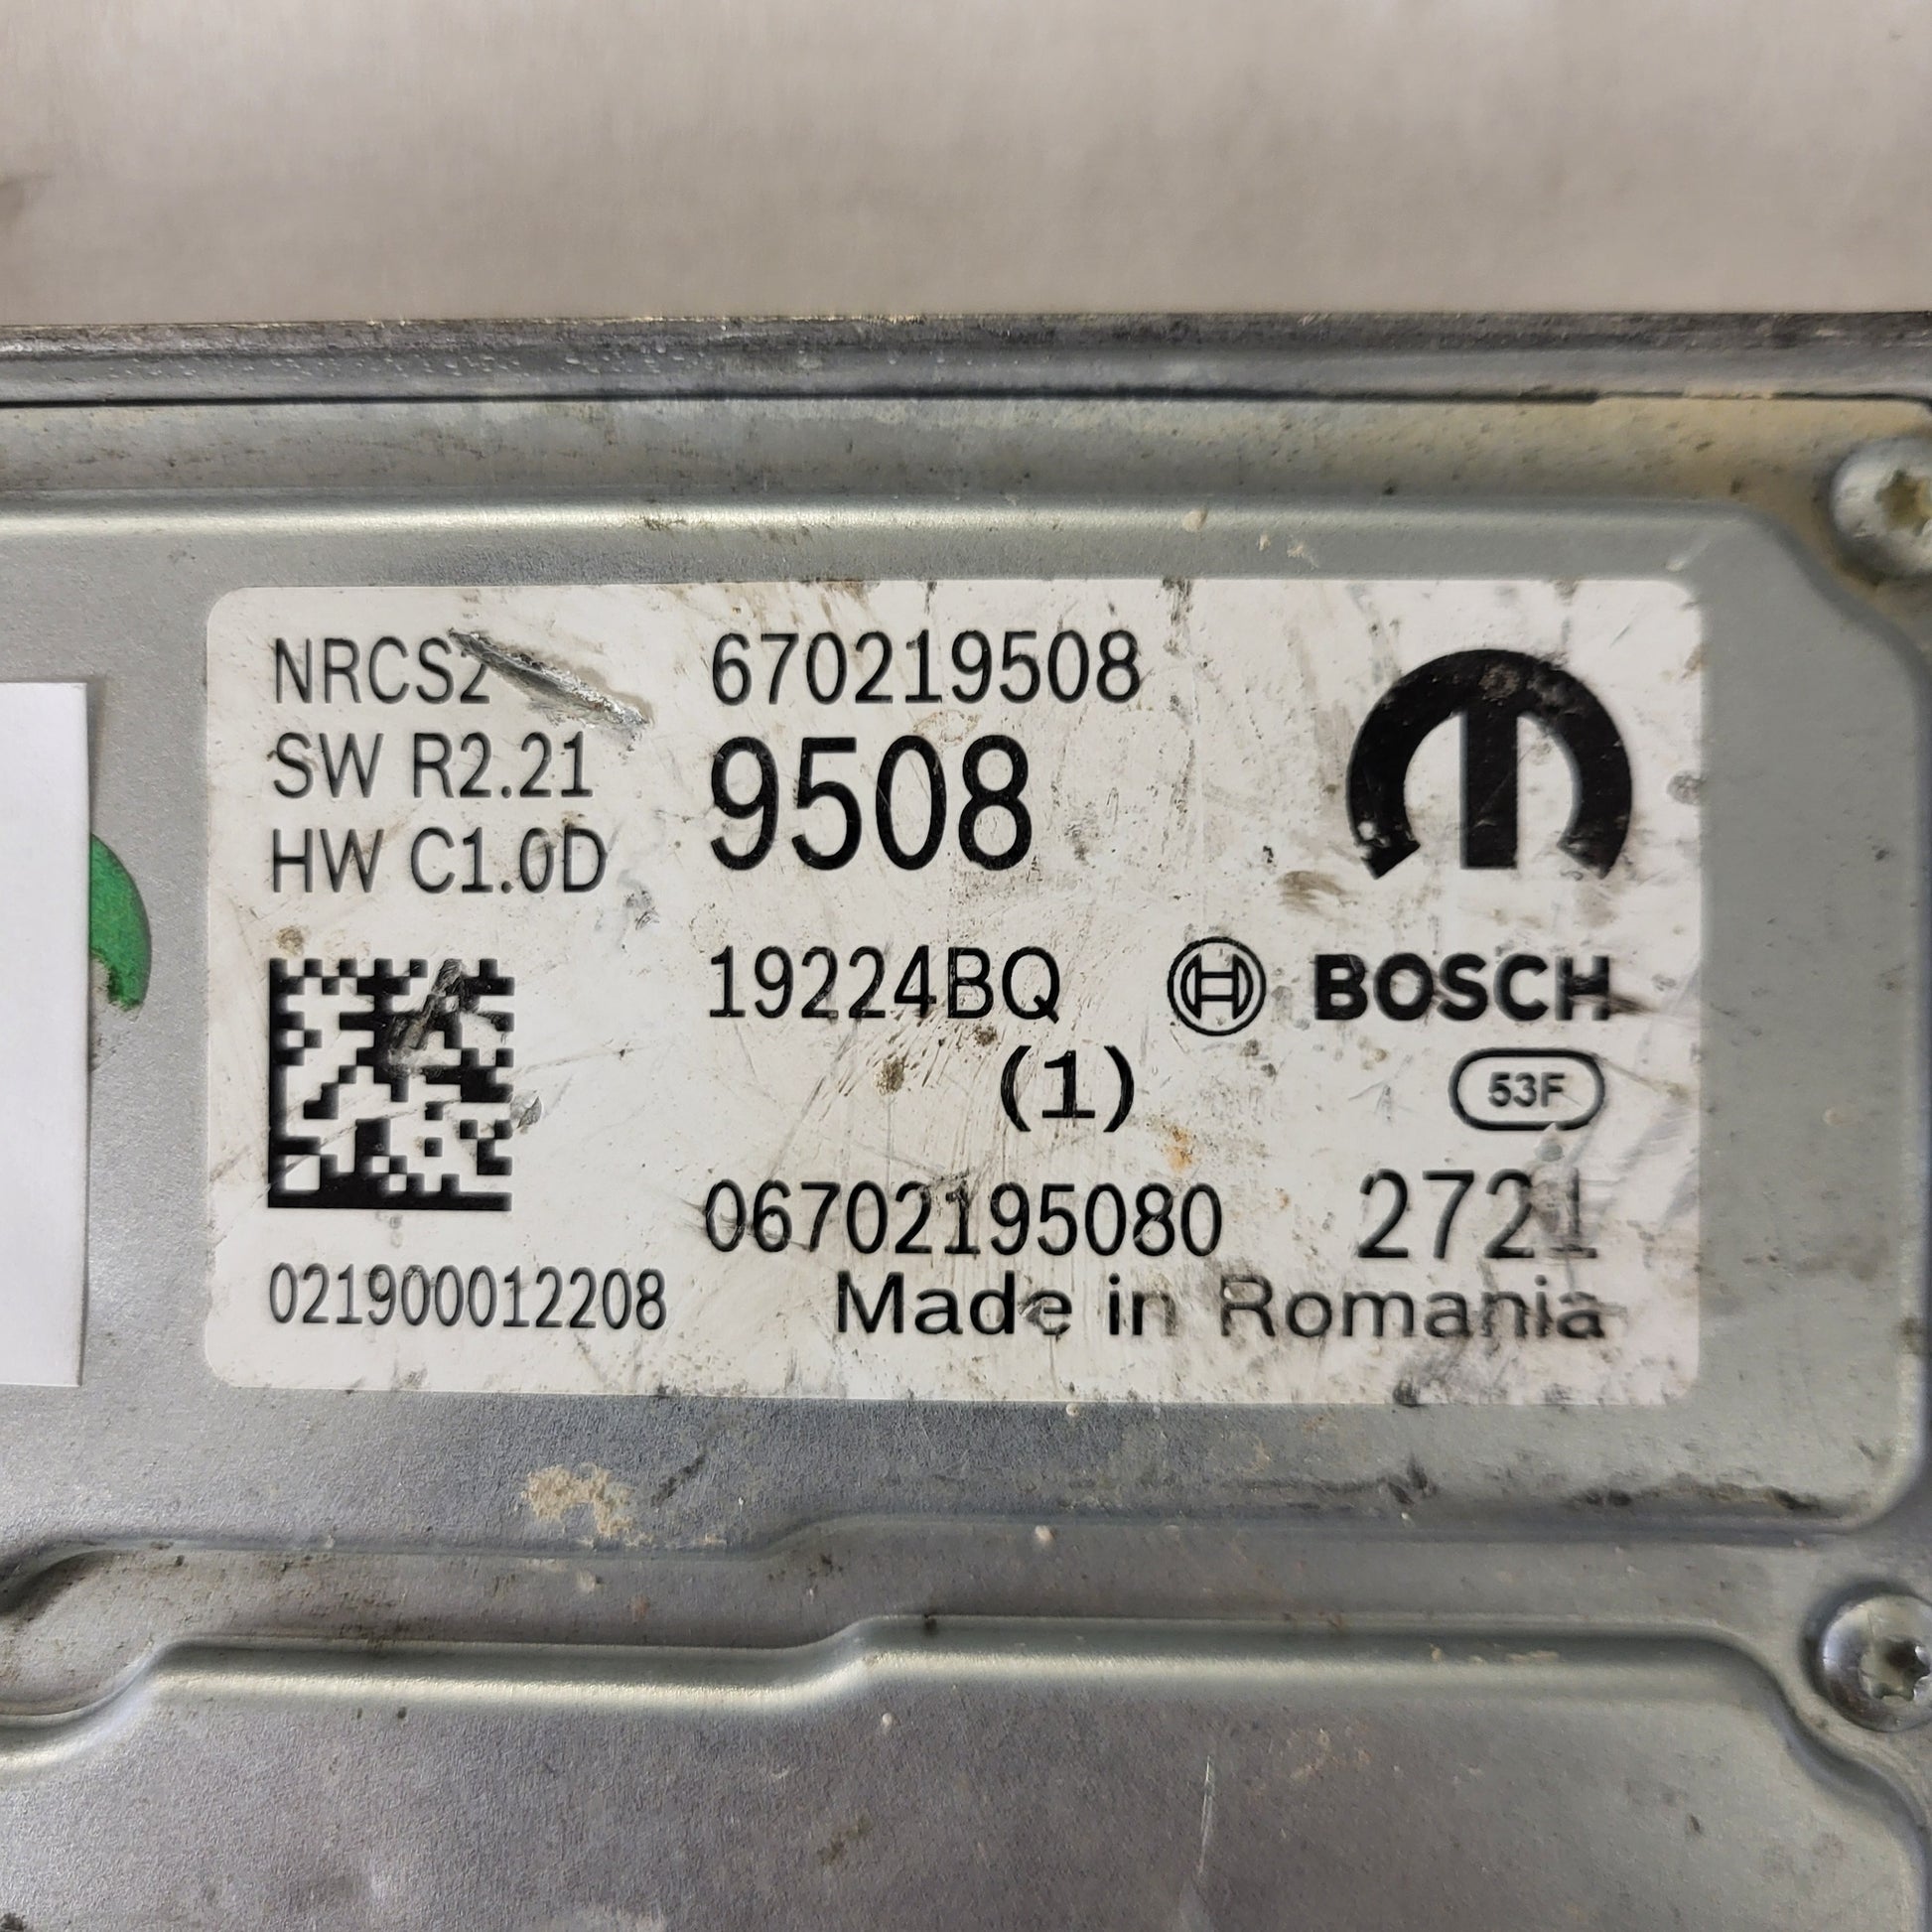 NRCS2
SW R2.21
HW C1.0D
670219508
9508
19224BQ
BOSCH
(1)
53F
06702195080
2721
021900012208
Made in Romania